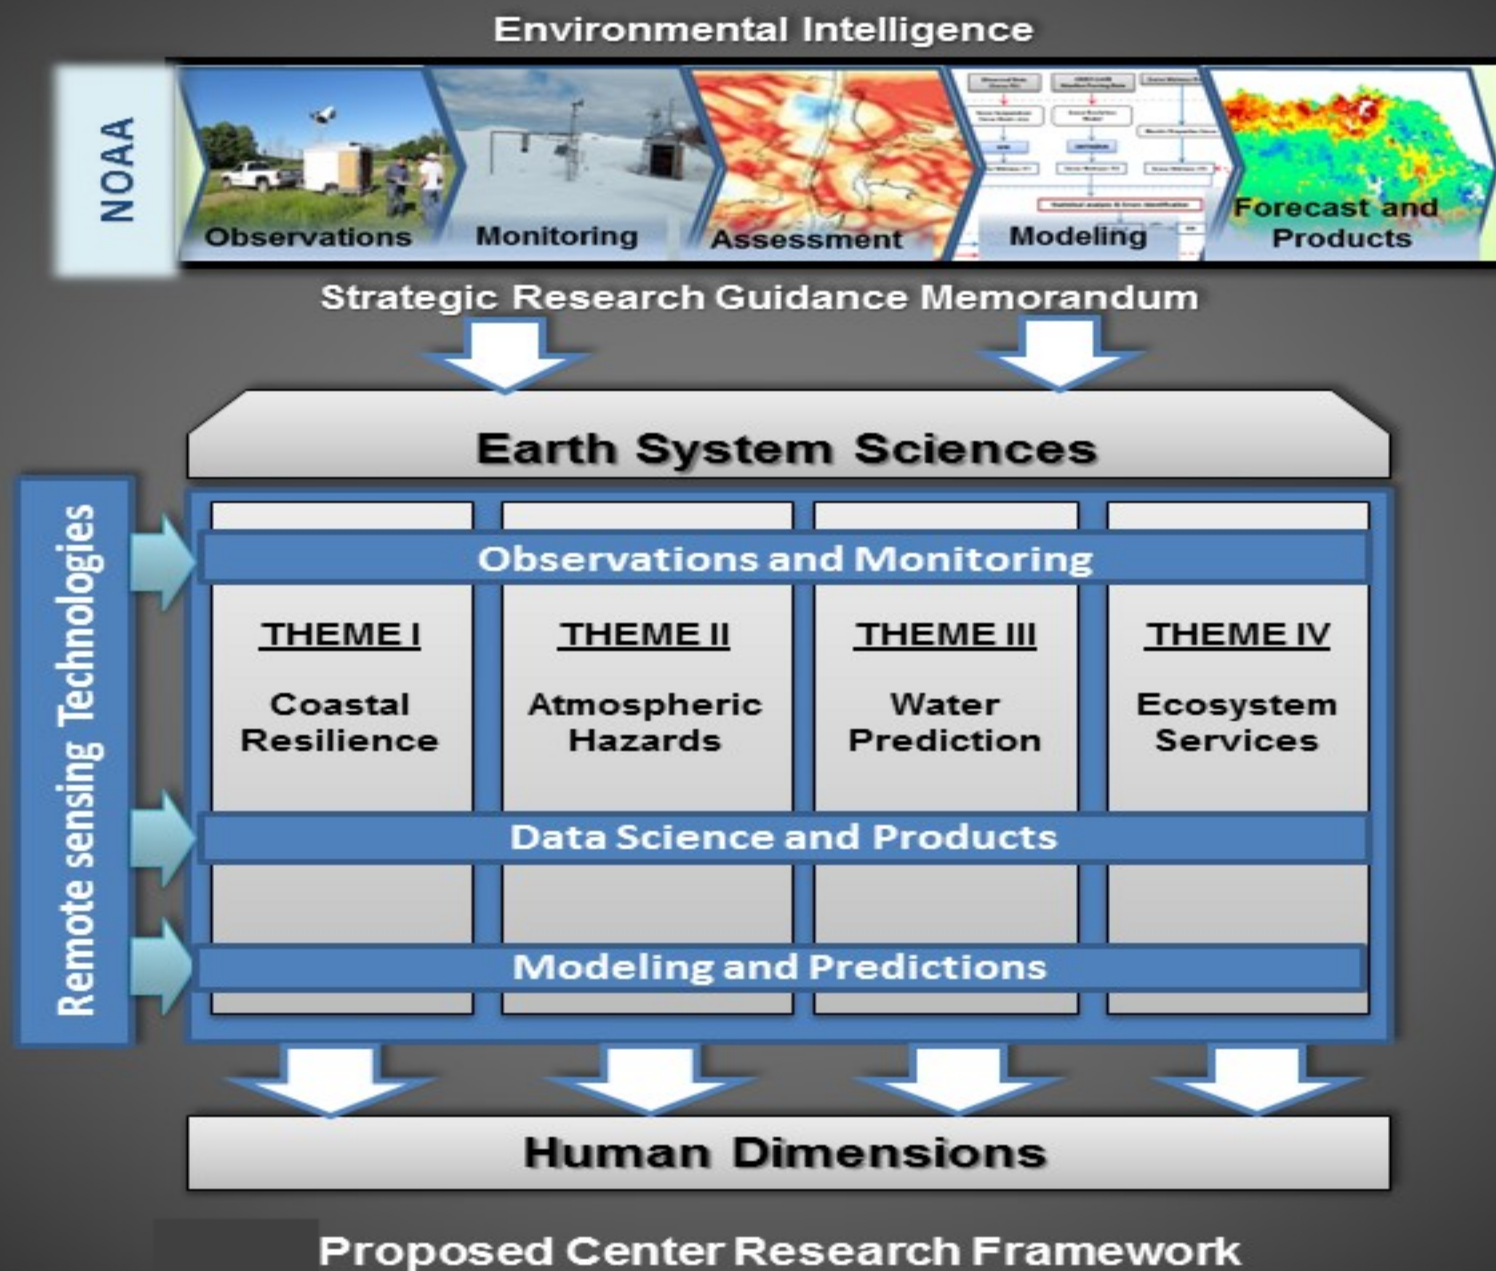 Environmental Intelligence
NOAA
Observations
Monitoring
Assessment
Modeling
Forecast and
Products
Strategic Research Guidance Memorandum
Earth System Sciences
Remote sensing Technologies
Observations and Monitoring
THEME I
Coastal
Resilience
THEME II
Atmospheric
Hazards
THEME III
Water
Prediction
THEME IV
Ecosystem
Services
Data Science and Products
Modeling and Predictions
Human Dimensions
Proposed Center Research Framework